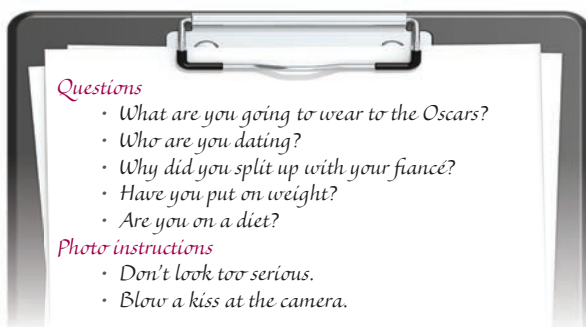 Questions
· What are you going to wear to the Oscars?
· Who are you dating?
· Why did you split up with your fiancé?
· Have you put on weight?
· Are you on a diet?
Photo instructions
· Don't look too serious.
· Blow a kiss at the camera.